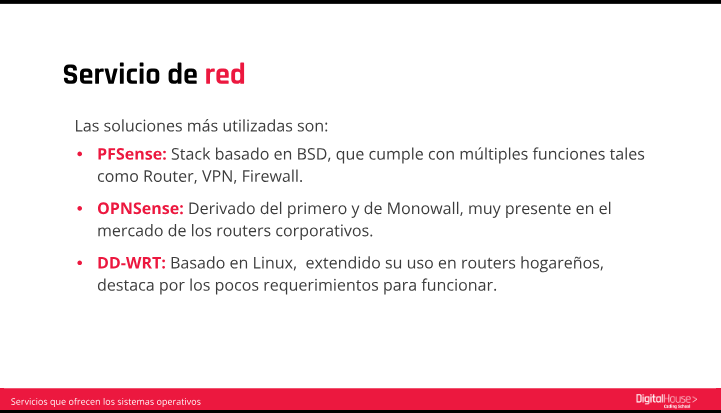 Servicio de red
Las soluciones más utilizadas son:
• PFSense: Stack basado en BSD, que cumple con múltiples funciones tales
como Router, VPN, Firewall.
• OPNSense: Derivado del primero y de Monowall, muy presente en el
mercado de los routers corporativos.
• DD-WRT: Basado en Linux,  extendido su uso en routers hogareños,
destaca por los pocos requerimientos para funcionar.
Servicios que ofrecen los sistemas operativos
DigitalHouse>
Coding School